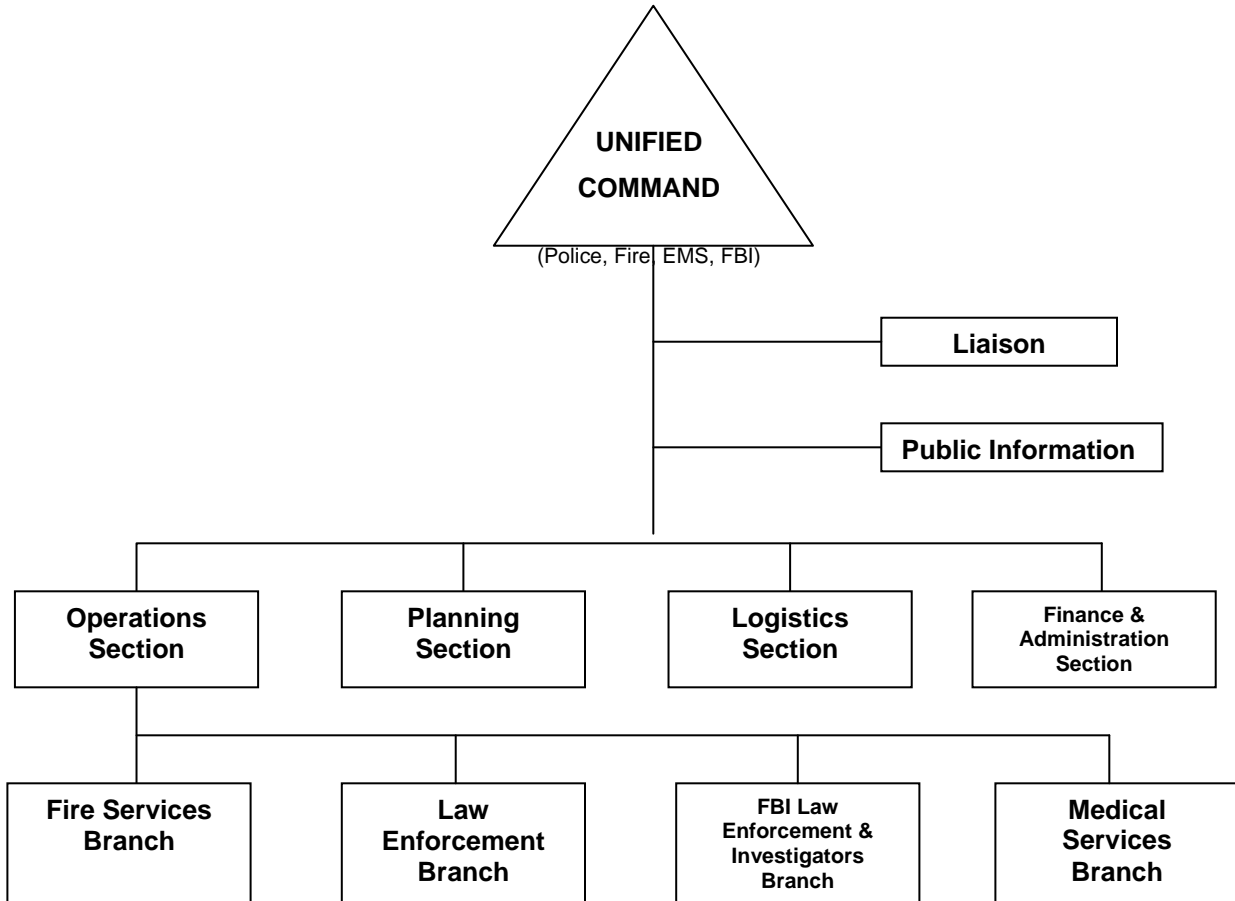 UNIFIED
COMMAND
(Police, Fire, EMS, FBI)
Liaison
Public Information
Operations
Section
Planning
Section
Logistics
Section
Finance &
Administration
Section
Fire Services
Branch
Law
Enforcement
Branch
FBI Law
Enforcement &
Investigators
Branch
Medical
Services
Branch